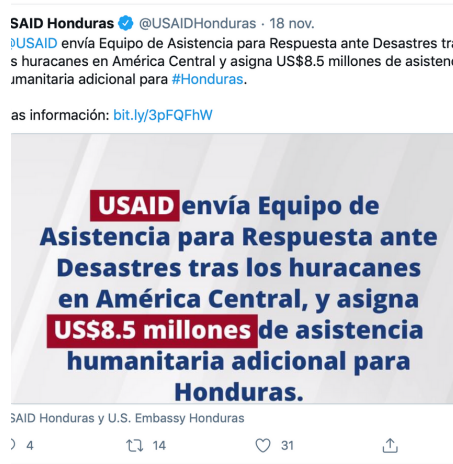 SAID Honduras @USAIDHonduras · 18 nov.
USAID envía Equipo de Asistencia para Respuesta ante Desastres tra
s huracanes en América Central y asigna US$8.5 millones de asistenc
umanitaria adicional para #Honduras.
as información: bit.ly/3pFQFhW
USAID envía Equipo de
Asistencia para Respuesta ante
Desastres tras los huracanes
en América Central, y asigna
US$8.5 millones de asistencia
humanitaria adicional para
Honduras.
SAID Honduras y U.S. Embassy Honduras
4 14 31